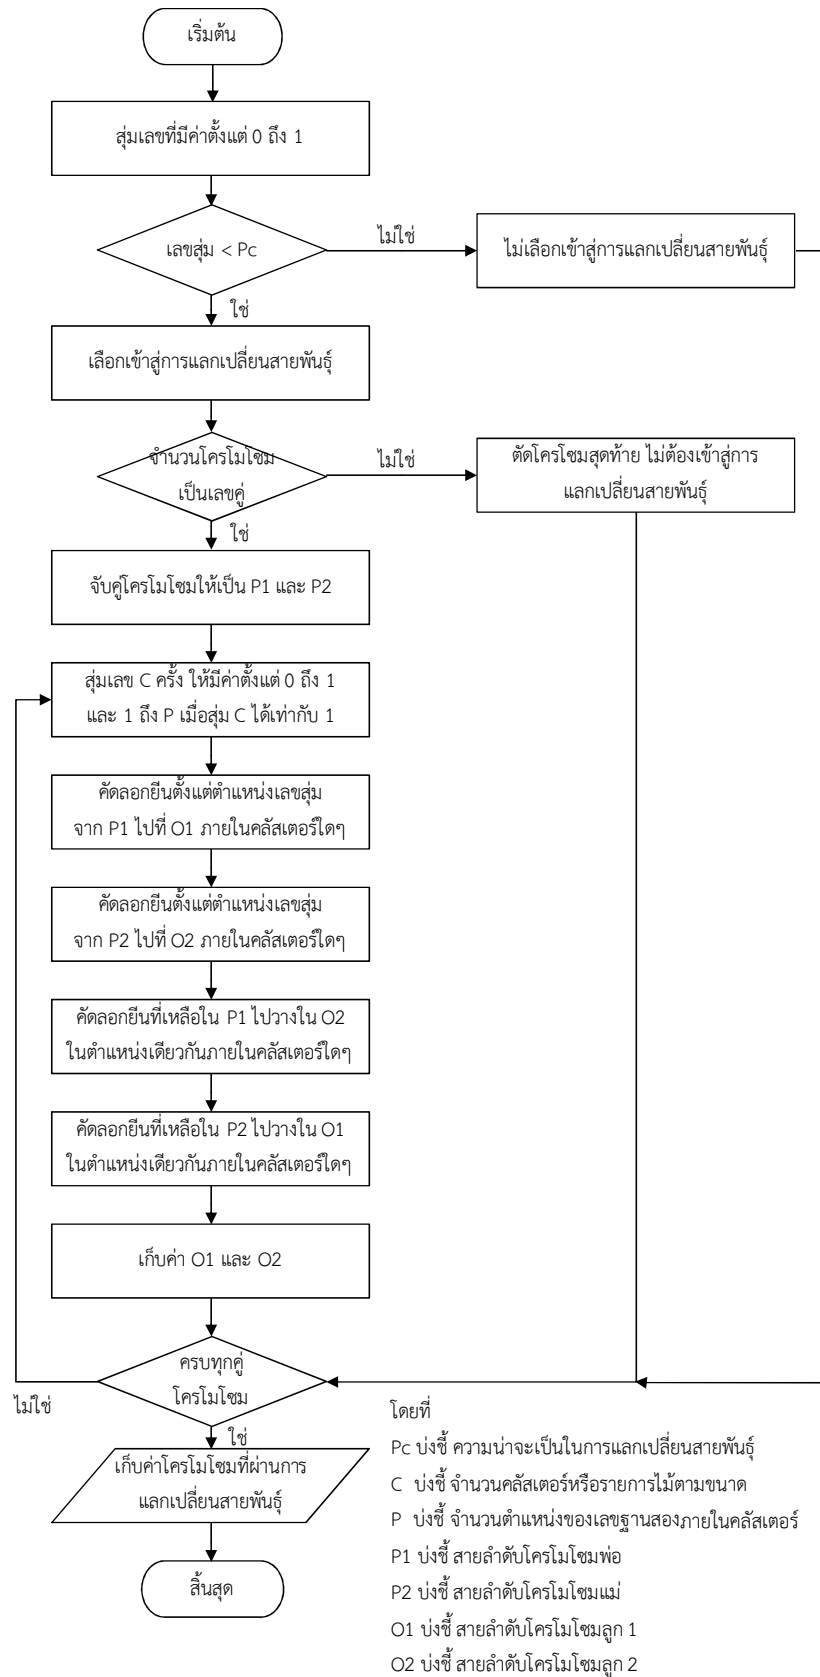 เริ่มต้น
สุ่มเลขที่มีค่าตั้งแต่ 0 ถึง 1
เลขสุ่ม < Pc
ไม่ใช่
ไม่เลือกเข้าสู่การแลกเปลี่ยนสายพันธุ์
ใช่
เลือกเข้าสู่การแลกเปลี่ยนสายพันธุ์
จำนวนโครโมโซม
เป็นเลขคู่
ไม่ใช่
ตัดโครโซมสุดท้าย ไม่ต้องเข้าสู่การ
แลกเปลี่ยนสายพันธุ์
ใช่
จับคู่โครโมโซมให้เป็น P1 และ P2
สุ่มเลข C ครั้ง ให้มีค่าตั้งแต่ 0 ถึง 1
และ 1 ถึง P เมื่อสุ่ม C ได้เท่ากับ 1
คัดลอกยีนตั้งแต่ตำแหน่งเลขสุ่ม
จาก P1 ไปที่ O1 ภายในคลัสเตอร์ใดๆ
คัดลอกยีนตั้งแต่ตำแหน่งเลขสุ่ม
จาก P2 ไปที่ O2 ภายในคลัสเตอร์ใดๆ
คัดลอกยีนที่เหลือใน P1 ไปวางใน O2
ในตำแหน่งเดียวกันภายในคลัสเตอร์ใดๆ
คัดลอกยีนที่เหลือใน P2 ไปวางใน O1
ในตำแหน่งเดียวกันภายในคลัสเตอร์ใดๆ
เก็บค่า O1 และ O2
ครบทุกคู่
โครโมโซม
ไม่ใช่
ใช่
เก็บค่าโครโมโซมที่ผ่านการ
แลกเปลี่ยนสายพันธุ์
สิ้นสุด
โดยที่
Pc บ่งชี้ ความน่าจะเป็นในการแลกเปลี่ยนสายพันธุ์
C บ่งชี้ จำนวนคลัสเตอร์หรือรายการไม้ตามขนาด
P บ่งชี้ จำนวนตำแหน่งของเลขฐานสองภายในคลัสเตอร์
P1 บ่งชี้ สายลำดับโครโมโซมพ่อ
P2 บ่งชี้ สายลำดับโครโมโซมแม่
O1 บ่งชี้ สายลำดับโครโมโซมลูก 1
O2 บ่งชี้ สายลำดับโครโมโซมลูก 2